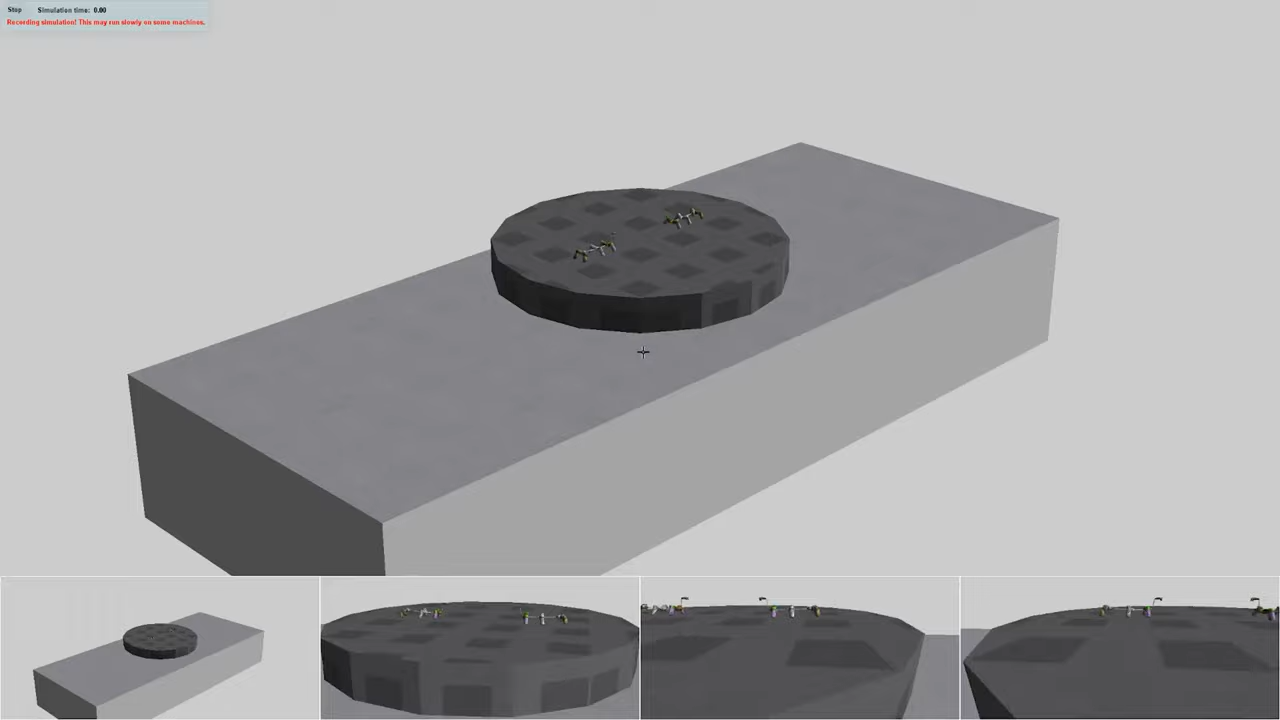 Stop Simulation time: 0.00
Recording simulation! This may run slowly on some machines.